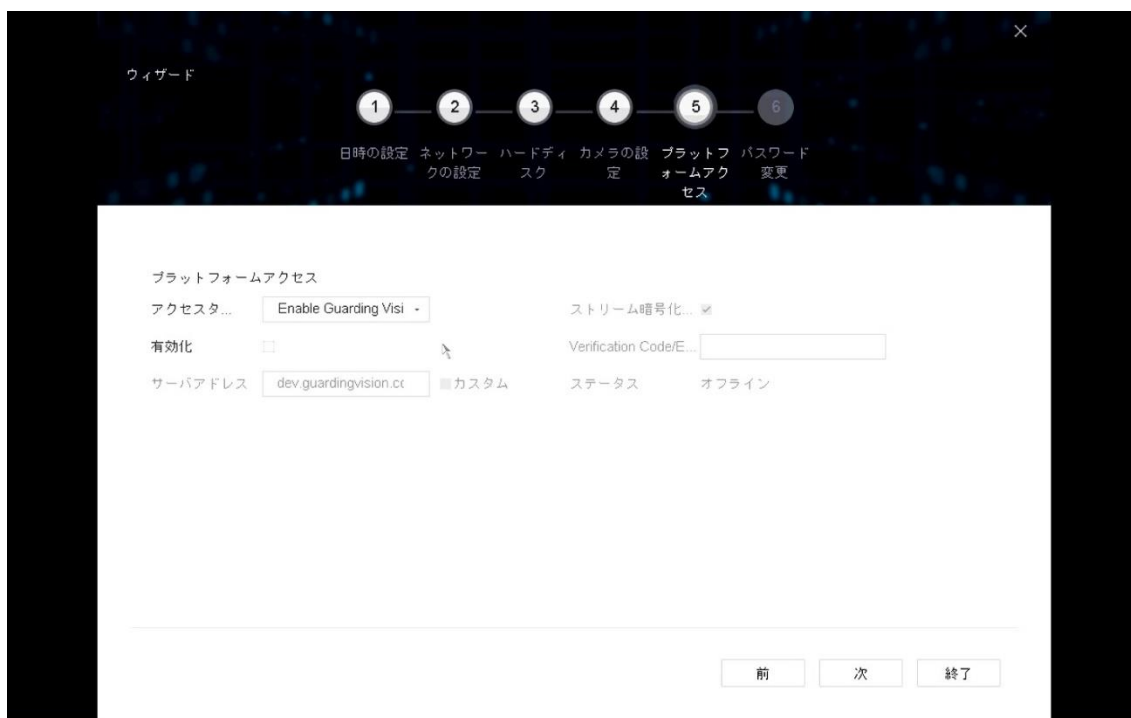 ウィザード
1 2 3 4 5 6
日時の設定 ネットワー ハードディ カメラの設 プラットフ パスワード
クの設定 スク 定 ォームアク 変更
セス
プラットフォームアクセス
アクセスタ... Enable Guarding Visi ストリーム暗号化...
有効化 Verification Code/E...
サーバアドレス dev.guardingvision.cc カスタム ステータス オフライン
前 次 終了